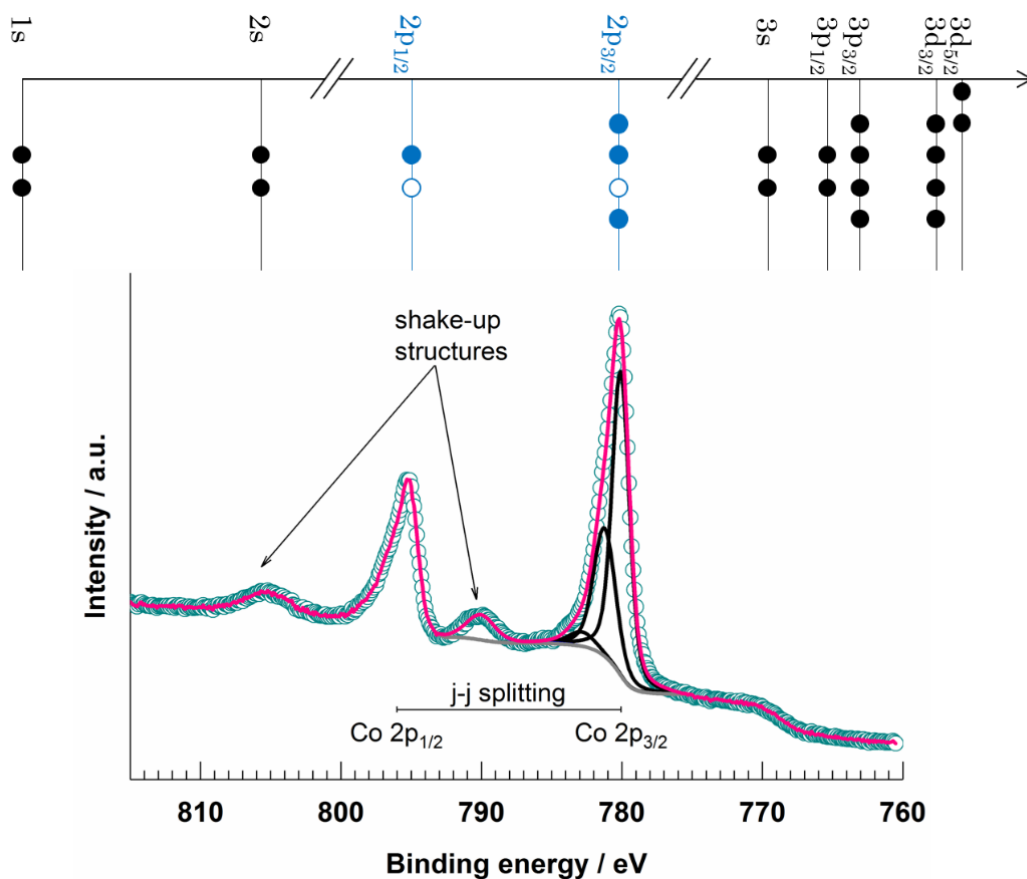 1s
2s
2p1/2
2p3/2
3s
3p1/2
3p3/2
3d3/2
3d5/2
shake-up
structures
Intensity / a.u.
j-j splitting
Co 2p1/2
Co 2p3/2
810
800
790
780
770
760
Binding energy / eV